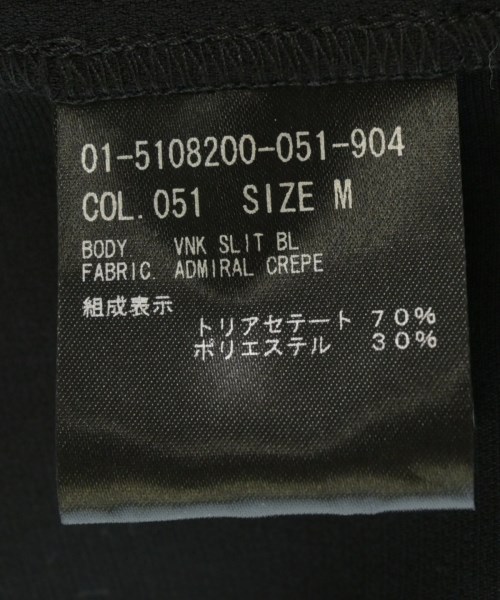 01-5108200-051-904
COL. 051 SIZE M
BODY VNK SLIT BL
FABRIC. ADMIRAL CREPE
組成表示
トリアセテート 70%
ポリエステル 30%